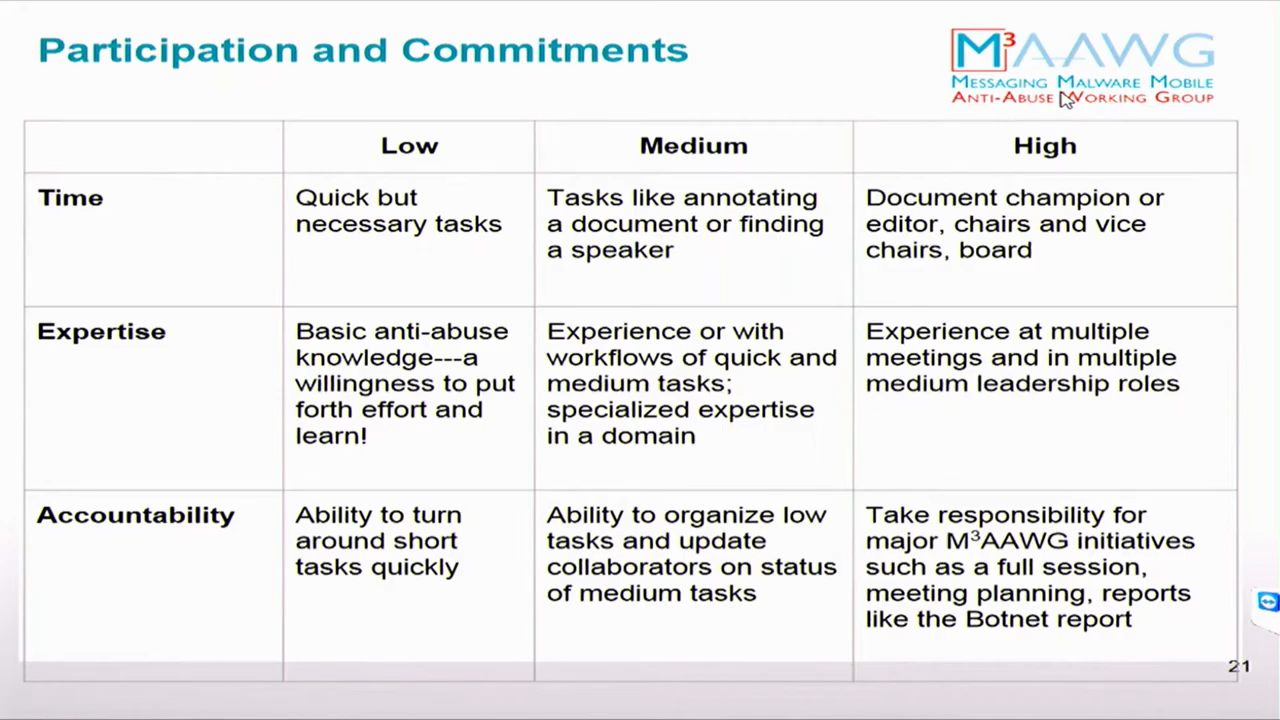 Participation and Commitments
M³AAWG
Messaging Malware Mobile
Anti-Abuse Working Group
Low
Medium
High
Time
Quick but
necessary tasks
Tasks like annotating
a document or finding
a speaker
Document champion or
editor, chairs and vice
chairs, board
Expertise
Basic anti-abuse
knowledge---a
willingness to put
forth effort and
learn!
Experience or with
workflows of quick and
medium tasks;
specialized expertise
in a domain
Experience at multiple
meetings and in multiple
medium leadership roles
Accountability
Ability to turn
around short
tasks quickly
Ability to organize low
tasks and update
collaborators on status
of medium tasks
Take responsibility for
major M³AAWG initiatives
such as a full session,
meeting planning, reports
like the Botnet report
21